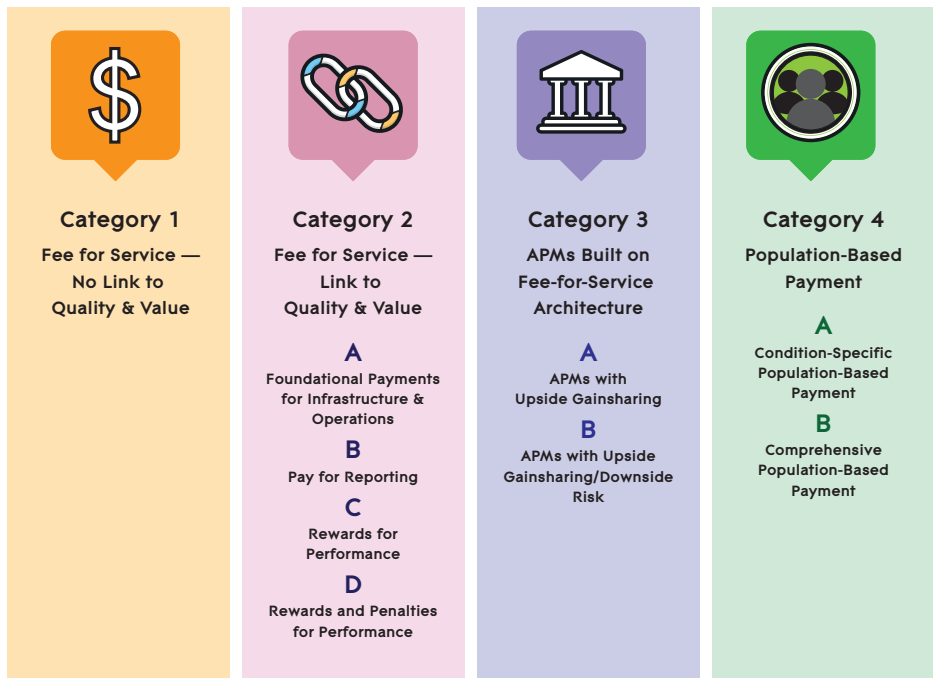 Category 1
Fee for Service —
No Link to
Quality & Value
Category 2
Fee for Service —
Link to
Quality & Value
A
Foundational Payments
for Infrastructure &
Operations
B
Pay for Reporting
C
Rewards for
Performance
D
Rewards and Penalties
for Performance
Category 3
APMs Built on
Fee-for-Service
Architecture
A
APMs with
Upside Gainsharing
B
APMs with Upside
Gainsharing/Downside
Risk
Category 4
Population-Based
Payment
A
Condition-Specific
Population-Based
Payment
B
Comprehensive
Population-Based
Payment